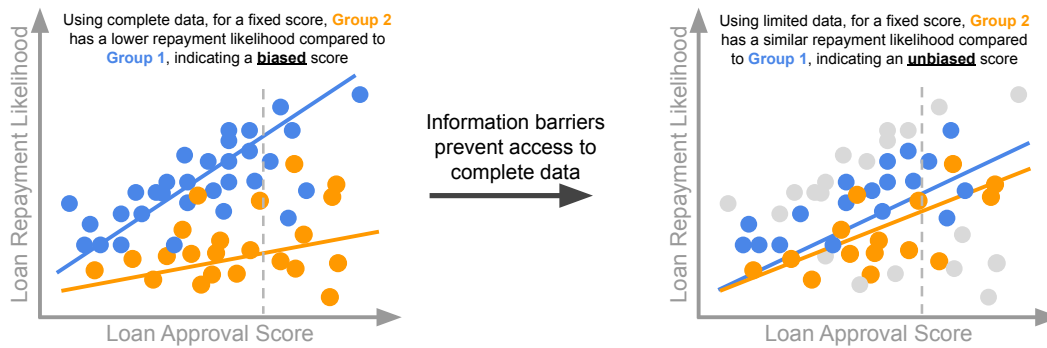 Using complete data, for a fixed score, Group 2
has a lower repayment likelihood compared to
Group 1, indicating a biased score
Loan Repayment Likelihood
Loan Approval Score
Information barriers
prevent access to
complete data
Using limited data, for a fixed score, Group 2
has a similar repayment likelihood compared
to Group 1, indicating an unbiased score
Loan Repayment Likelihood
Loan Approval Score